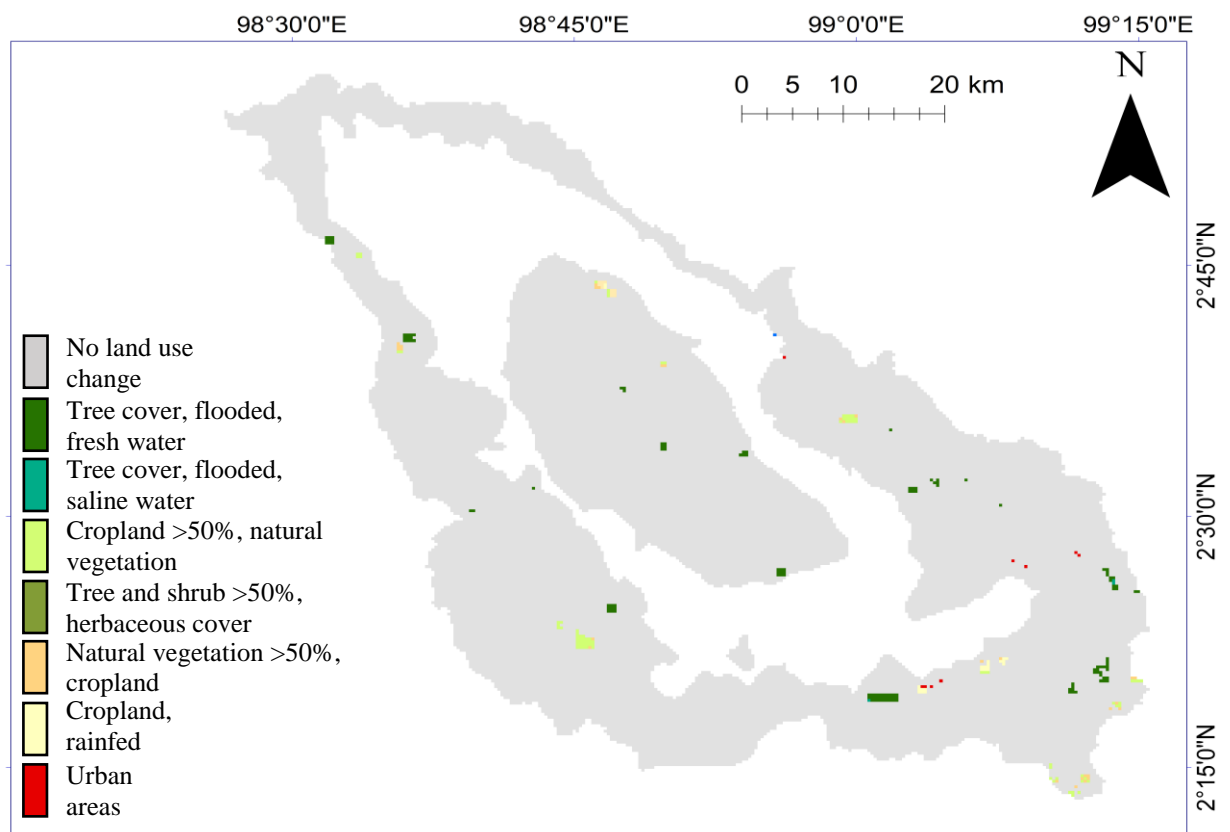 98°30'0"E 98°45'0"E 99°0'0"E 99°15'0"E
0 5 10 20 km
N
2°45'0"N
2°30'0"N
2°15'0"N
No land use
change
Tree cover, flooded,
fresh water
Tree cover, flooded,
saline water
Cropland >50%, natural
vegetation
Tree and shrub >50%,
herbaceous cover
Natural vegetation >50%,
cropland
Cropland,
rainfed
Urban
areas